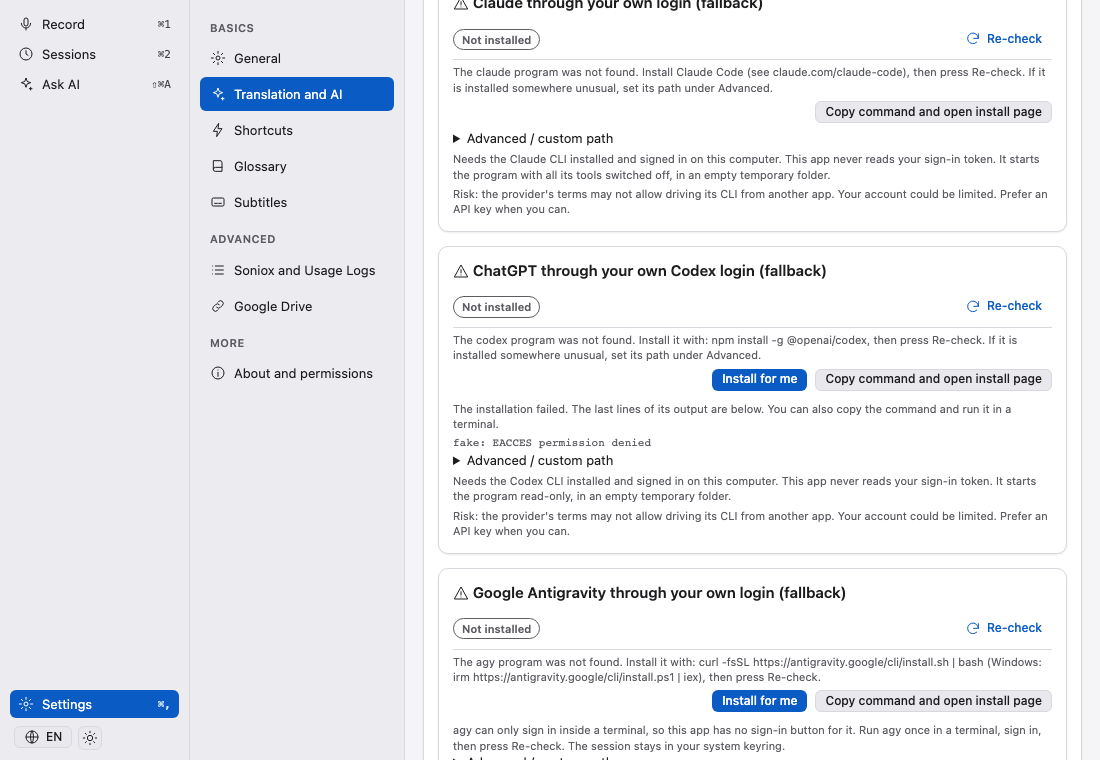 Record ⌘1
Sessions ⌘2
Ask AI ⇧⌘A
Settings ⌘,
EN
BASICS
General
Translation and AI
Shortcuts
Glossary
Subtitles
ADVANCED
Soniox and Usage Logs
Google Drive
MORE
About and permissions
Claude through your own login (fallback)
Not installed
Re-check
The claude program was not found. Install Claude Code (see claude.com/claude-code), then press Re-check. If it
is installed somewhere unusual, set its path under Advanced.
Copy command and open install page
Advanced / custom path
Needs the Claude CLI installed and signed in on this computer. This app never reads your sign-in token. It starts
the program with all its tools switched off, in an empty temporary folder.
Risk: the provider's terms may not allow driving its CLI from another app. Your account could be limited. Prefer an
API key when you can.
ChatGPT through your own Codex login (fallback)
Not installed
Re-check
The codex program was not found. Install it with: npm install -g @openai/codex, then press Re-check. If it is
installed somewhere unusual, set its path under Advanced.
Install for me
Copy command and open install page
The installation failed. The last lines of its output are below. You can also copy the command and run it in a
terminal.
fake: EACCES permission denied
Advanced / custom path
Needs the Codex CLI installed and signed in on this computer. This app never reads your sign-in token. It starts
the program read-only, in an empty temporary folder.
Risk: the provider's terms may not allow driving its CLI from another app. Your account could be limited. Prefer an
API key when you can.
Google Antigravity through your own login (fallback)
Not installed
Re-check
The agy program was not found. Install it with: curl -fsSL https://antigravity.google/cli/install.sh | bash (Windows:
irm https://antigravity.google/cli/install.ps1 | iex), then press Re-check.
Install for me
Copy command and open install page
agy can only sign in inside a terminal, so this app has no sign-in button for it. Run agy once in a terminal, sign in,
then press Re-check. The session stays in your system keyring.